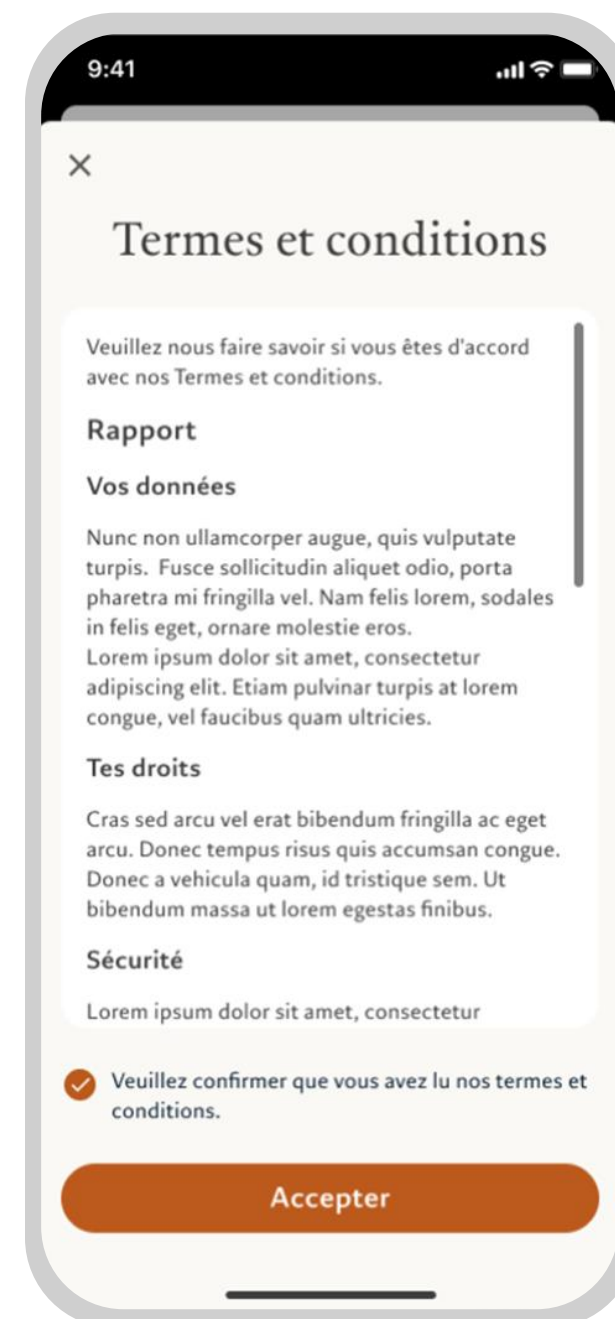 9:41
Termes et conditions
Veuillez nous faire savoir si vous êtes d'accord
avec nos Termes et conditions.
Rapport
Vos données
Nunc non ullamcorper augue, quis vulputate
turpis. Fusce sollicitudin aliquet odio, porta
pharetra mi fringilla vel. Nam felis lorem, sodales
in felis eget, ornare molestie eros.
Lorem ipsum dolor sit amet, consectetur
adipiscing elit. Etiam pulvinar turpis at lorem
congue, vel faucibus quam ultricies.
Tes droits
Cras sed arcu vel erat bibendum fringilla ac eget
arcu. Donec tempus risus quis accumsan congue.
Donec a vehicula quam, id tristique sem. Ut
bibendum massa ut lorem egestas finibus.
Sécurité
Lorem ipsum dolor sit amet, consectetur
Veuillez confirmer que vous avez lu nos termes et
conditions.
Accepter